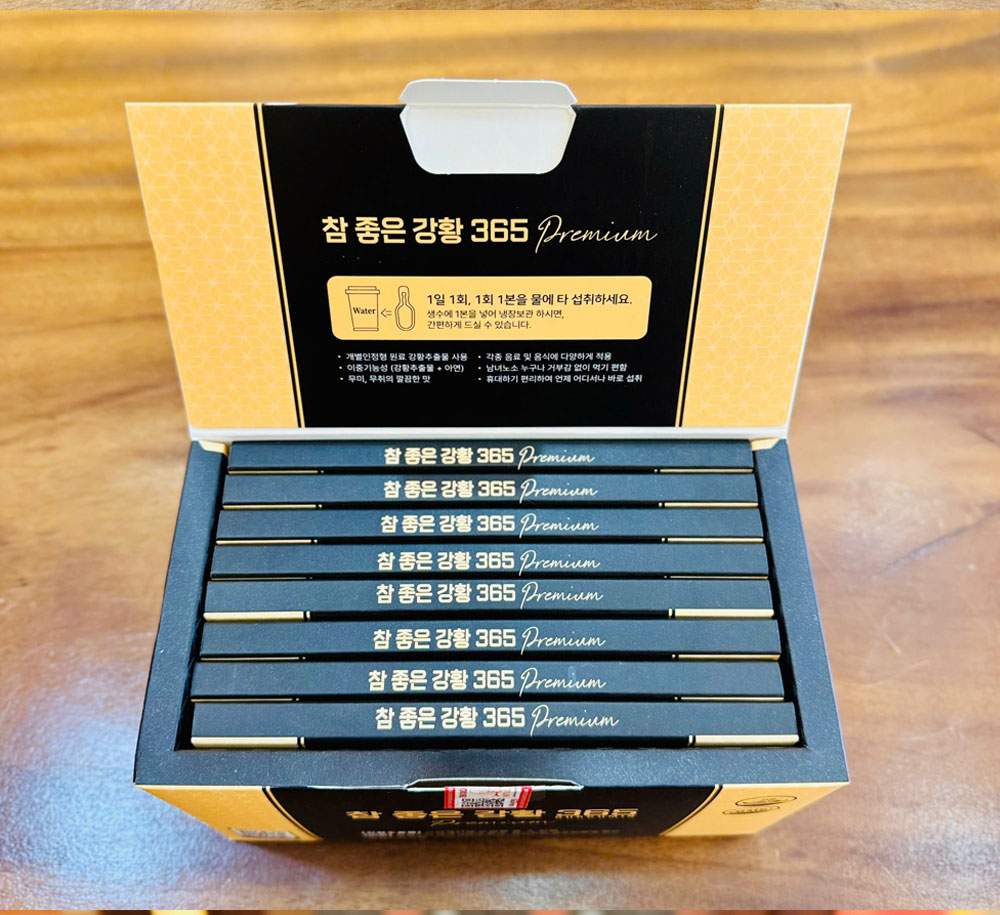 참 좋은 강황 365 Premium
Water
1일 1회, 1회 1본을 물에 타 섭취하세요.
생수에 1본을 넣어 냉장보관 하시면,
간편하게 드실 수 있습니다.
• 개별인정형 원료 강황추출물 사용
• 이중기능성 (강황추출물 + 아연)
• 무미, 무취의 깔끔한 맛
• 각종 음료 및 음식에 다양하게 적용
• 남녀노소 누구나 거부감 없이 먹기 편함
• 휴대하기 편리하여 언제 어디서나 바로 섭취
참 좋은 강황 365 Premium
참 좋은 강황 365 Premium
참 좋은 강황 365 Premium
참 좋은 강황 365 Premium
참 좋은 강황 365 Premium
참 좋은 강황 365 Premium
참 좋은 강황 365 Premium
참 좋은 강황 365 Premium
참 좋은 강황 365
Premium